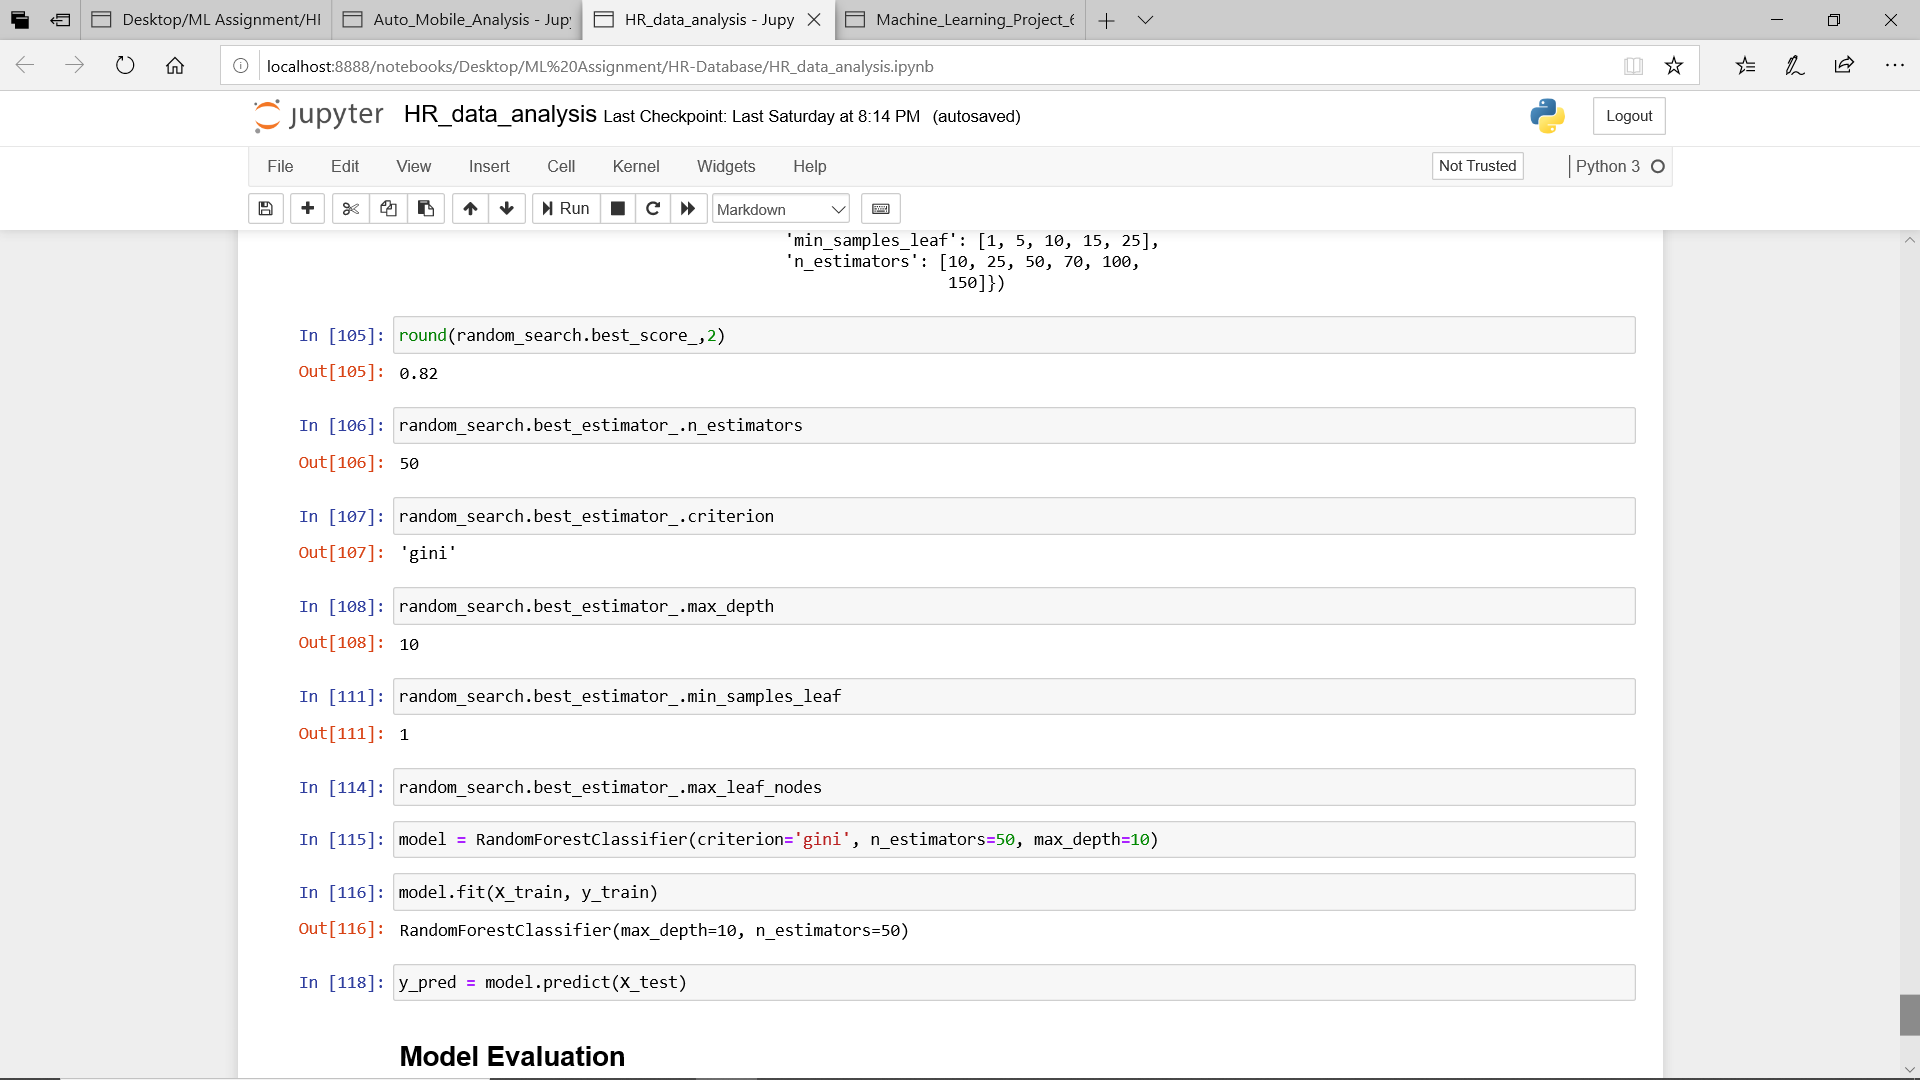 Desktop/ML Assignment/HI
Auto_Mobile_Analysis - Jup
HR_data_analysis - Jupy
Machine_Learning_Project_6
localhost:8888/notebooks/Desktop/ML%20Assignment/HR-Database/HR_data_analysis.ipynb
jupyter HR_data_analysis Last Checkpoint: Last Saturday at 8:14 PM (autosaved)
Logout
File Edit View Insert Cell Kernel Widgets Help
Not Trusted
Python 3
Run
Markdown
'min_samples_leaf': [1, 5, 10, 15, 25],
'n_estimators': [10, 25, 50, 70, 100,
150]})
In [105]: round(random_search.best_score_,2)
Out[105]: 0.82
In [106]: random_search.best_estimator_.n_estimators
Out[106]: 50
In [107]: random_search.best_estimator_.criterion
Out[107]: 'gini'
In [108]: random_search.best_estimator_.max_depth
Out[108]: 10
In [111]: random_search.best_estimator_.min_samples_leaf
Out[111]: 1
In [114]: random_search.best_estimator_.max_leaf_nodes
In [115]: model = RandomForestClassifier(criterion='gini', n_estimators=50, max_depth=10)
In [116]: model.fit(X_train, y_train)
Out[116]: RandomForestClassifier(max_depth=10, n_estimators=50)
In [118]: y_pred = model.predict(X_test)
Model Evaluation